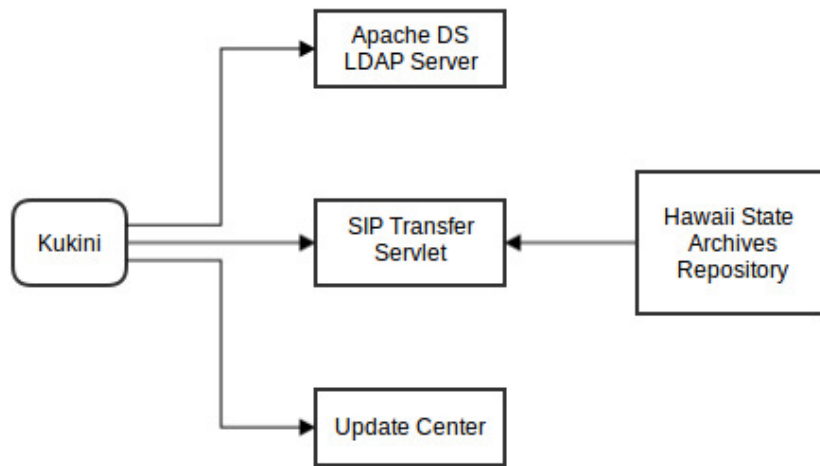 Apache DS
LDAP Server
Kukini
SIP Transfer
Servlet
Hawaii State
Archives
Repository
Update Center